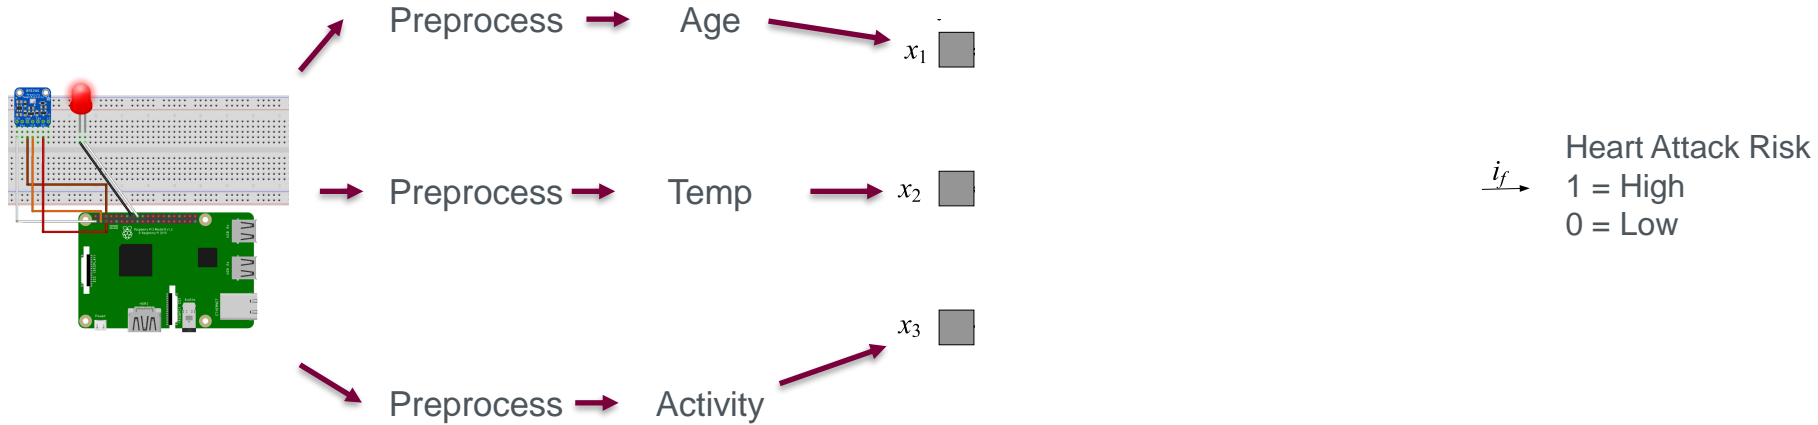 Preprocess
Age
x₁
Preprocess
Temp
x₂
Preprocess
Activity
x₃
i_f
Heart Attack Risk
1 = High
0 = Low